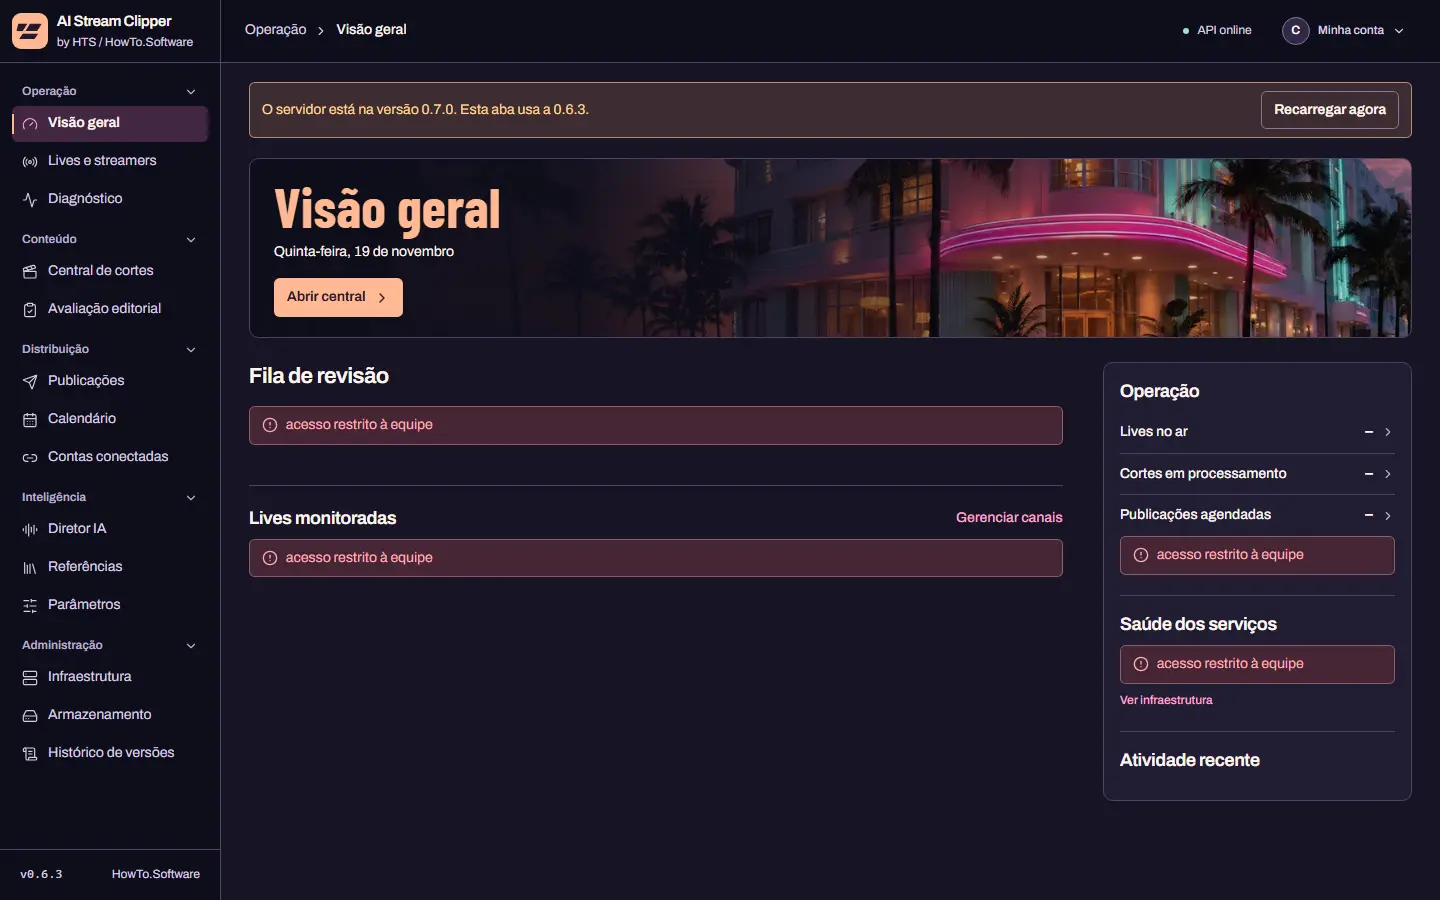 AI Stream Clipper
by HTS / HowTo.Software
Operação
Visão geral
Lives e streamers
Diagnóstico
Conteúdo
Central de cortes
Avaliação editorial
Distribuição
Publicações
Calendário
Contas conectadas
Inteligência
Diretor IA
Referências
Parâmetros
Administração
Infraestrutura
Armazenamento
Histórico de versões
v0.6.3 HowTo.Software
Operação > Visão geral
API online
C Minha conta
O servidor está na versão 0.7.0. Esta aba usa a 0.6.3.
Recarregar agora
Visão geral
Quinta-feira, 19 de novembro
Abrir central
Fila de revisão
acesso restrito à equipe
Lives monitoradas
Gerenciar canais
acesso restrito à equipe
Operação
Lives no ar –
Cortes em processamento –
Publicações agendadas –
acesso restrito à equipe
Saúde dos serviços
acesso restrito à equipe
Ver infraestrutura
Atividade recente